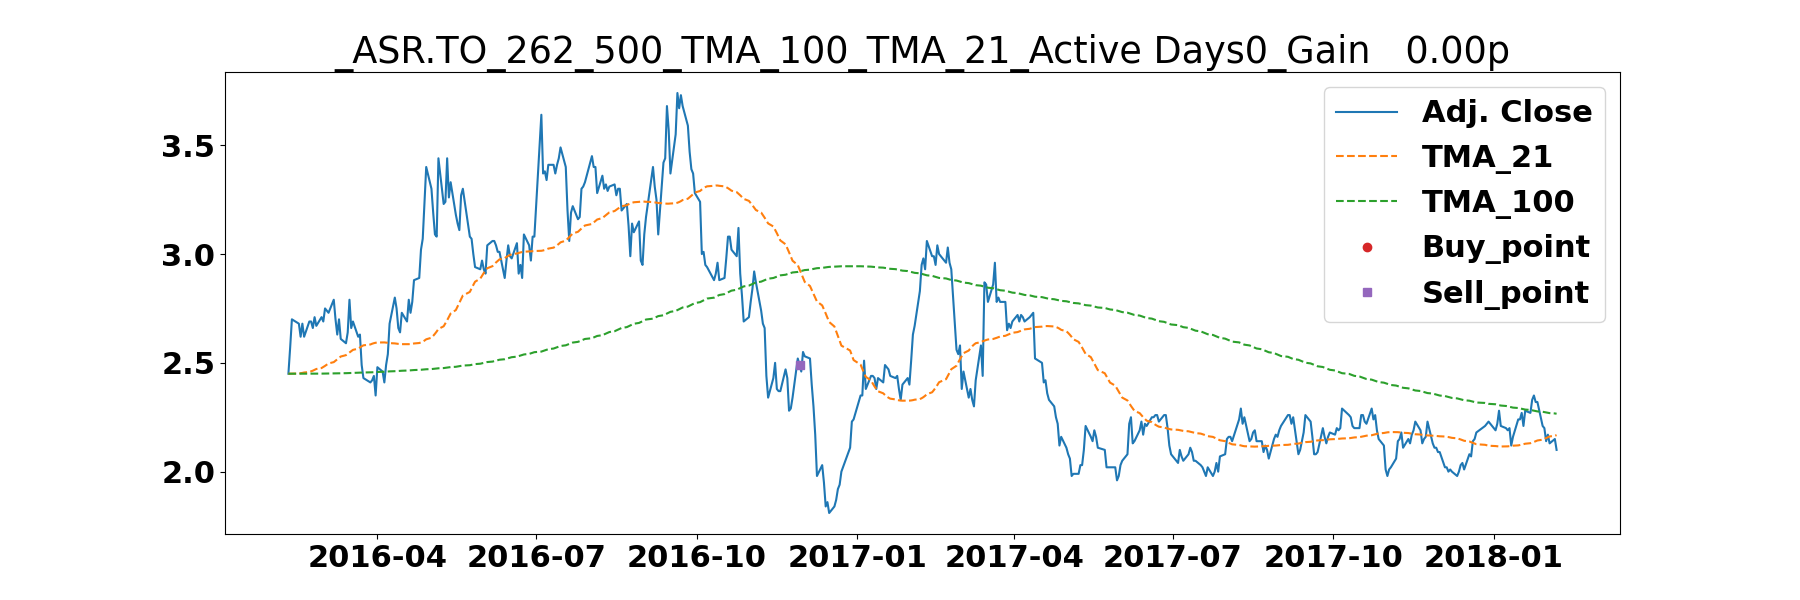 _ASR.TO_262_500_TMA_100_TMA_21_Active Days0_Gain   0.00p
Adj. Close
TMA_21
TMA_100
Buy_point
Sell_point
3.5
3.0
2.5
2.0
2016-04 2016-07 2016-10 2017-01 2017-04 2017-07 2017-10 2018-01